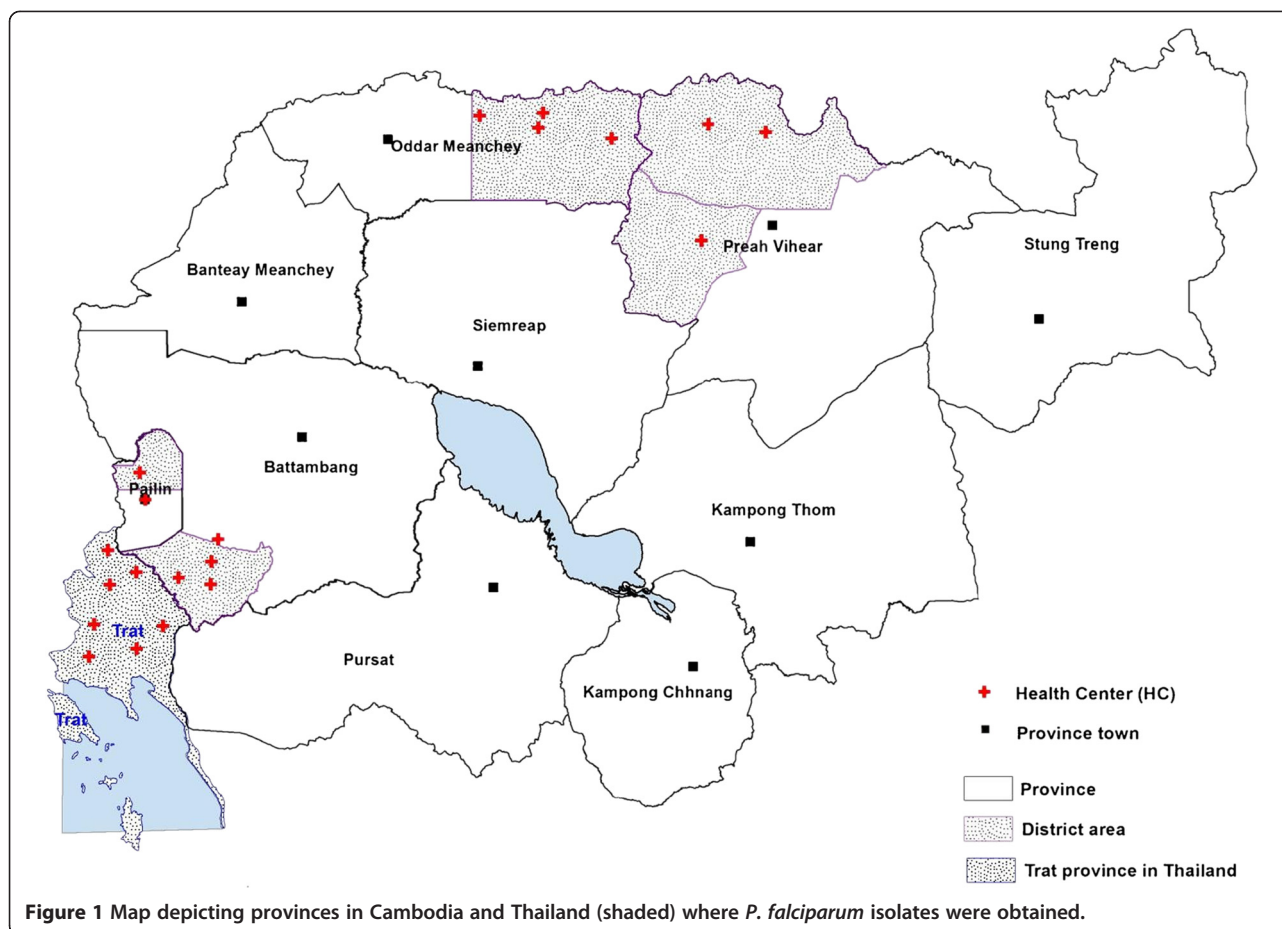 Oddar Meanchey
Preah Vihear
Stung Treng
Banteay Meanchey
Siemreap
Battambang
Pailin
Kampong Thom
Trat
Pursat
Kampong Chhnang
Trat
Health Center (HC)
Province town
Province
District area
Trat province in Thailand
Figure 1 Map depicting provinces in Cambodia and Thailand (shaded) where P. falciparum isolates were obtained.